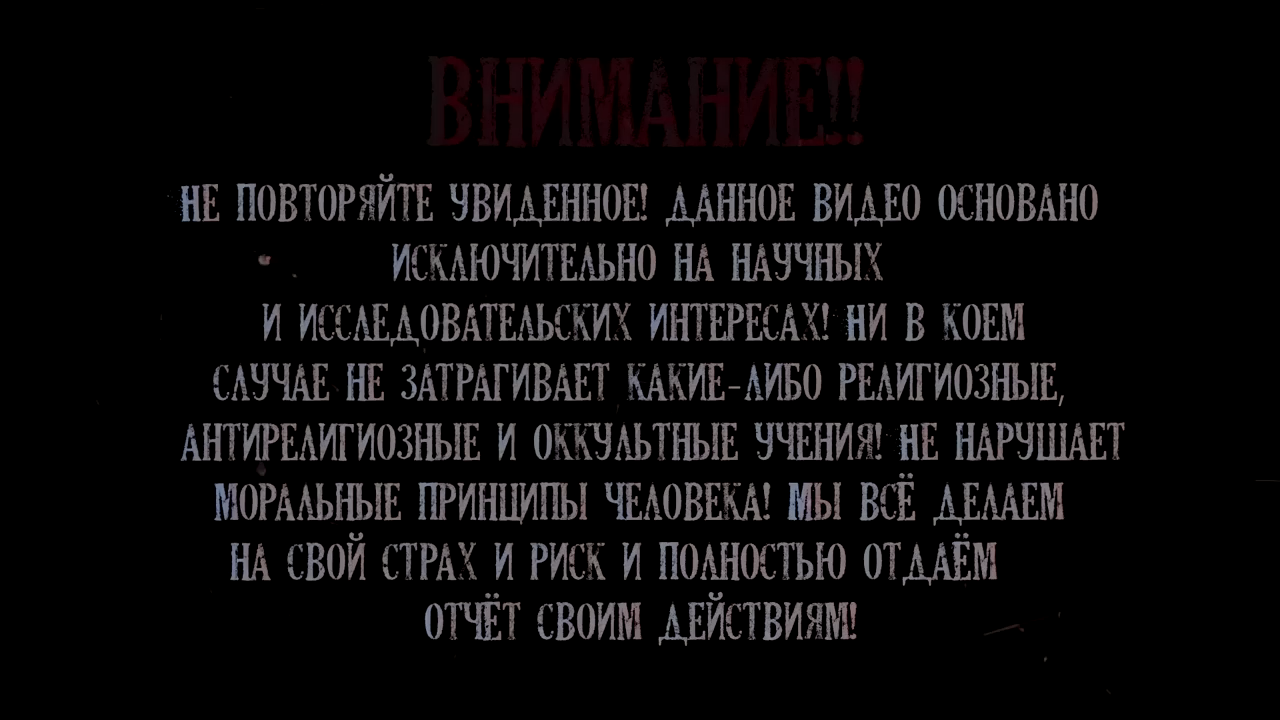 ВНИМАНИЕ!!
НЕ ПОВТОРЯЙТЕ УВИДЕННОЕ! ДАННОЕ ВИДЕО ОСНОВАНО
ИСКЛЮЧИТЕЛЬНО НА НАУЧНЫХ
И ИССЛЕДОВАТЕЛЬСКИХ ИНТЕРЕСАХ! НИ В КОЕМ
СЛУЧАЕ НЕ ЗАТРАГИВАЕТ КАКИЕ-ЛИБО РЕЛИГИОЗНЫЕ,
АНТИРЕЛИГИОЗНЫЕ И ОККУЛЬТНЫЕ УЧЕНИЯ! НЕ НАРУШАЕТ
МОРАЛЬНЫЕ ПРИНЦИПЫ ЧЕЛОВЕКА! МЫ ВСЁ ДЕЛАЕМ
НА СВОЙ СТРАХ И РИСК И ПОЛНОСТЬЮ ОТДАЁМ
ОТЧЁТ СВОИМ ДЕЙСТВИЯМ!